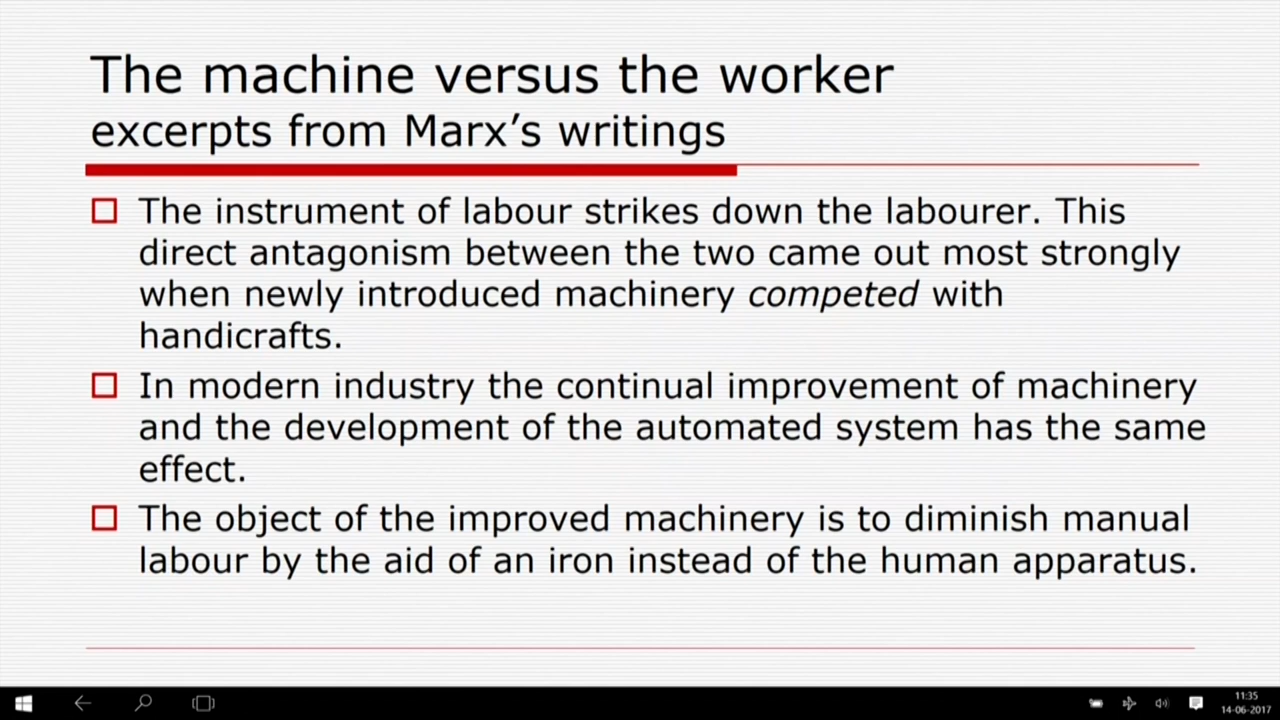 The machine versus the worker
excerpts from Marx’s writings
The instrument of labour strikes down the labourer. This
direct antagonism between the two came out most strongly
when newly introduced machinery competed with
handicrafts.
In modern industry the continual improvement of machinery
and the development of the automated system has the same
effect.
The object of the improved machinery is to diminish manual
labour by the aid of an iron instead of the human apparatus.
11:35
14-06-2017